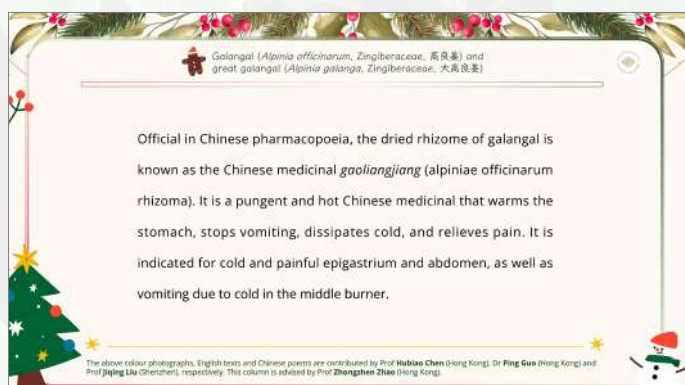 Galangal (Alpinia officinarum, Zingiberaceae, 高良姜) and
great galangal (Alpinia galanga, Zingiberaceae, 大高良姜)
Official in Chinese pharmacopoeia, the dried rhizome of galangal is
known as the Chinese medicinal gaoliangjiang (alpiniae officinarum
rhizoma). It is a pungent and hot Chinese medicinal that warms the
stomach, stops vomiting, dissipates cold, and relieves pain. It is
indicated for cold and painful epigastrium and abdomen, as well as
vomiting due to cold in the middle burner.
The above colour photographs, English texts and Chinese poems are contributed by Prof Hubiao Chen (Hong Kong), Dr Ping Guo (Hong Kong) and
Prof Jiqing Liu (Shenzhen), respectively. This column is advised by Prof Zhongzhen Zhao (Hong Kong).